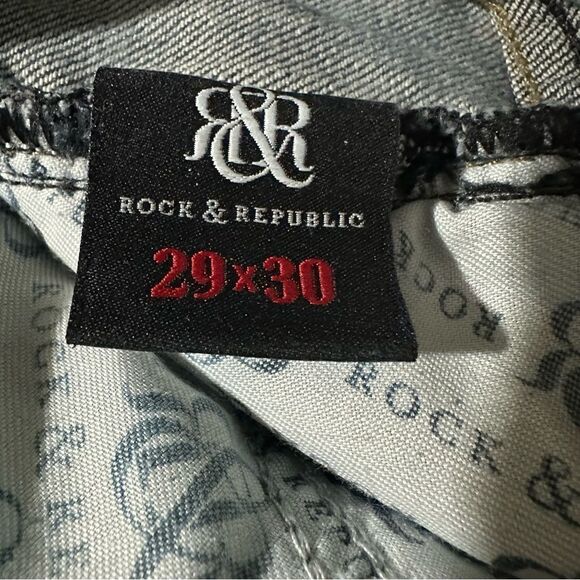 R&R
ROCK & REPUBLIC
29x30
ROCK
ROCK &
ROCK &